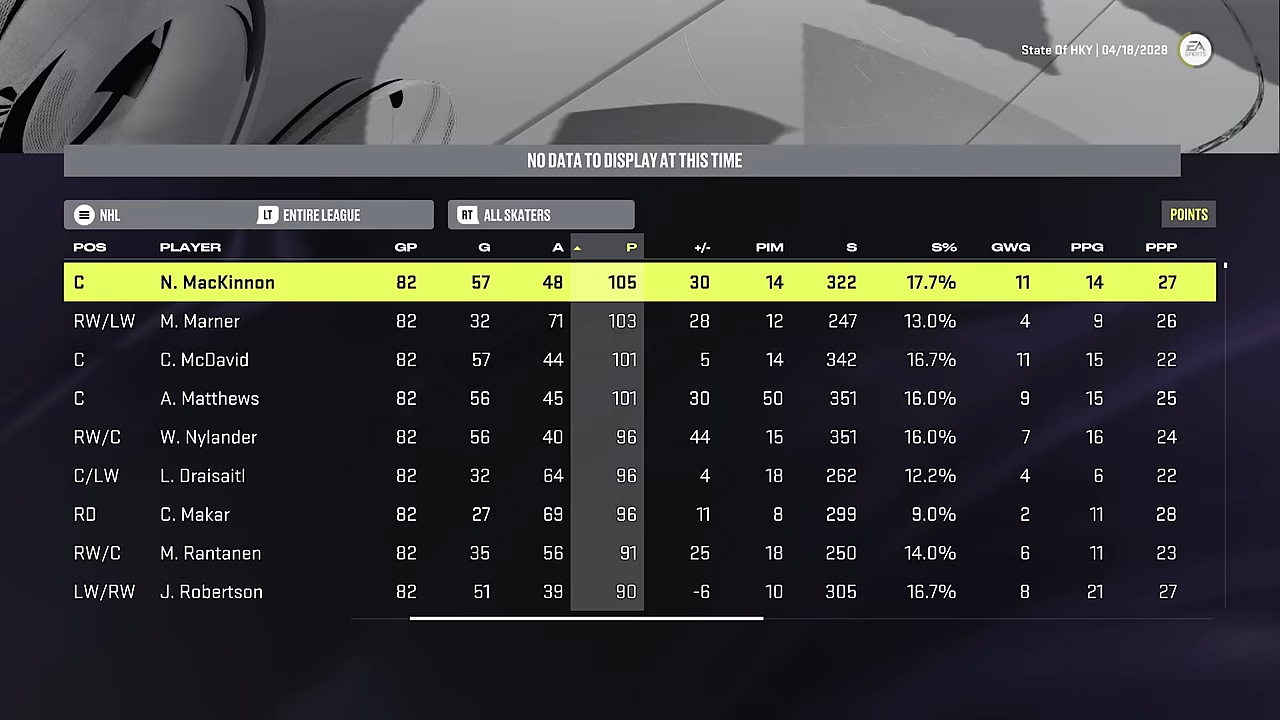 State Of HKY | 04/18/2028
EA SPORTS
NO DATA TO DISPLAY AT THIS TIME
NHL LT ENTIRE LEAGUE RT ALL SKATERS POINTS
POS PLAYER GP G A P +/- PIM S S% GWG PPG PPP
C N. MacKinnon 82 57 48 105 30 14 322 17.7% 11 14 27
RW/LW M. Marner 82 32 71 103 28 12 247 13.0% 4 9 26
C C. McDavid 82 57 44 101 5 14 342 16.7% 11 15 22
C A. Matthews 82 56 45 101 30 50 351 16.0% 9 15 25
RW/C W. Nylander 82 56 40 96 44 15 351 16.0% 7 16 24
C/LW L. Draisaitl 82 32 64 96 4 18 262 12.2% 4 6 22
RD C. Makar 82 27 69 96 11 8 299 9.0% 2 11 28
RW/C M. Rantanen 82 35 56 91 25 18 250 14.0% 6 11 23
LW/RW J. Robertson 82 51 39 90 -6 10 305 16.7% 8 21 27